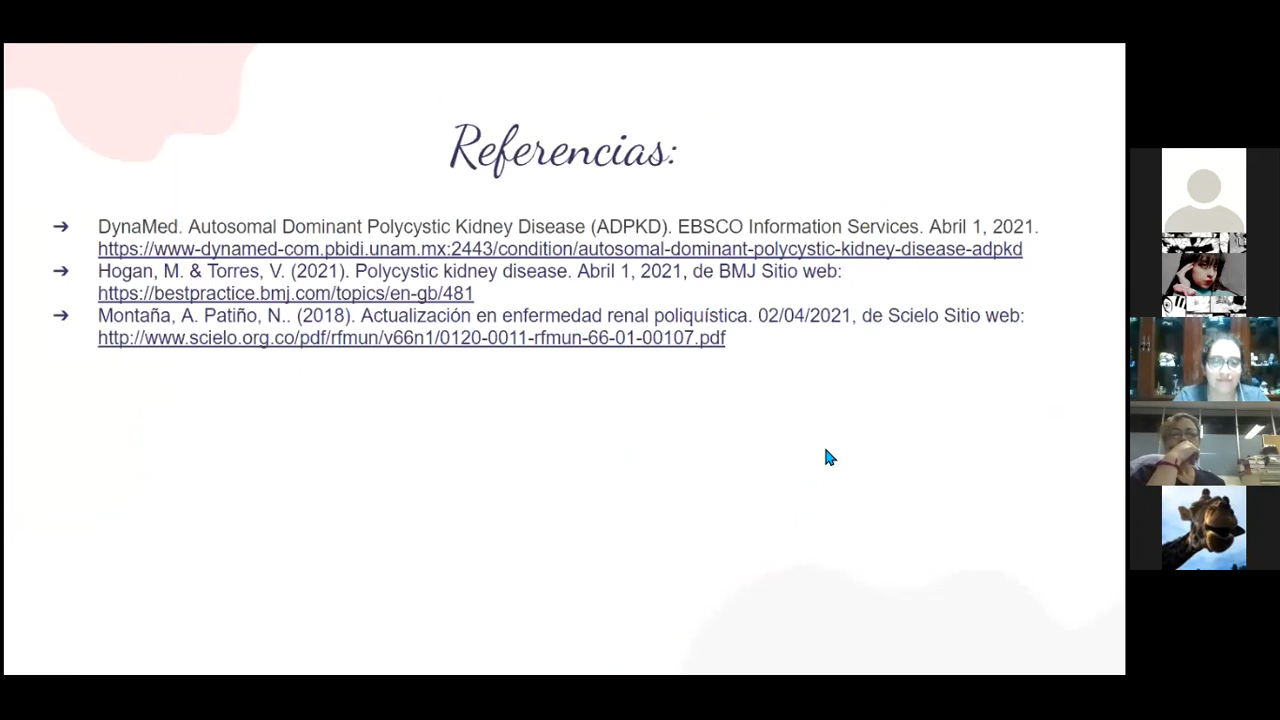 Referencias:
➔ DynaMed. Autosomal Dominant Polycystic Kidney Disease (ADPKD). EBSCO Information Services. Abril 1, 2021.
https://www-dynamed-com.pbidi.unam.mx:2443/condition/autosomal-dominant-polycystic-kidney-disease-adpkd
➔ Hogan, M. & Torres, V. (2021). Polycystic kidney disease. Abril 1, 2021, de BMJ Sitio web:
https://bestpractice.bmj.com/topics/en-gb/481
➔ Montaña, A. Patiño, N.. (2018). Actualización en enfermedad renal poliquística. 02/04/2021, de Scielo Sitio web:
http://www.scielo.org.co/pdf/rfmun/v66n1/0120-0011-rfmun-66-01-00107.pdf